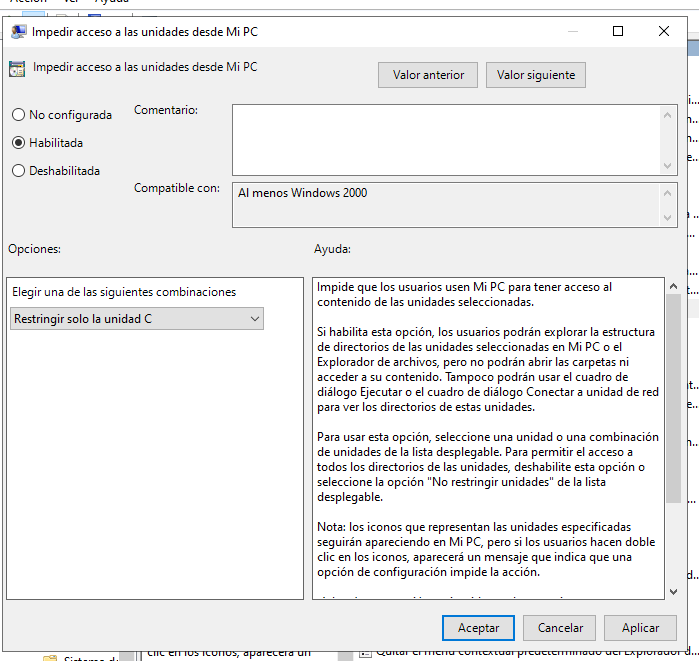 Acción Ver Ayuda
Impedir acceso a las unidades desde Mi PC
Impedir acceso a las unidades desde Mi PC
Valor anterior
Valor siguiente
No configurada
Habilitada
Deshabilitada
Comentario:
Compatible con:
Al menos Windows 2000
Opciones:
Ayuda:
Elegir una de las siguientes combinaciones
Restringir solo la unidad C
Impide que los usuarios usen Mi PC para tener acceso al
contenido de las unidades seleccionadas.
Si habilita esta opción, los usuarios podrán explorar la estructura
de directorios de las unidades seleccionadas en Mi PC o el
Explorador de archivos, pero no podrán abrir las carpetas ni
acceder a su contenido. Tampoco podrán usar el cuadro de
diálogo Ejecutar o el cuadro de diálogo Conectar a unidad de red
para ver los directorios de estas unidades.
Para usar esta opción, seleccione una unidad o una combinación
de unidades de la lista desplegable. Para permitir el acceso a
todos los directorios de las unidades, deshabilite esta opción o
seleccione la opción "No restringir unidades" de la lista
desplegable.
Nota: los iconos que representan las unidades especificadas
seguirán apareciendo en Mi PC, pero si los usuarios hacen doble
clic en los iconos, aparecerá un mensaje que indica que una
opción de configuración impide la acción.
Aceptar
Cancelar
Aplicar
clic en los iconos, aparecerá un
Quitar el menú contextual predeterminado del Explorador d...